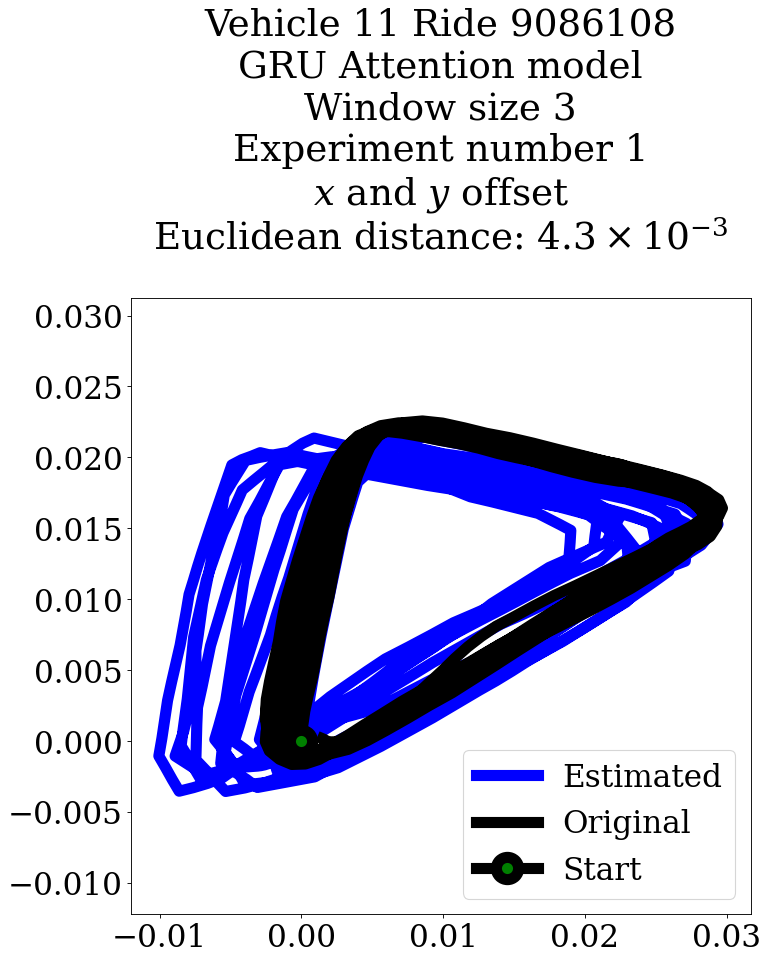 Vehicle 11 Ride 9086108
GRU Attention model
Window size 3
Experiment number 1
x and y offset
Euclidean distance: 4.3 × 10⁻³
0.030
0.025
0.020
0.015
0.010
0.005
0.000
−0.005
−0.010
Estimated
Original
Start
−0.01 0.00 0.01 0.02 0.03